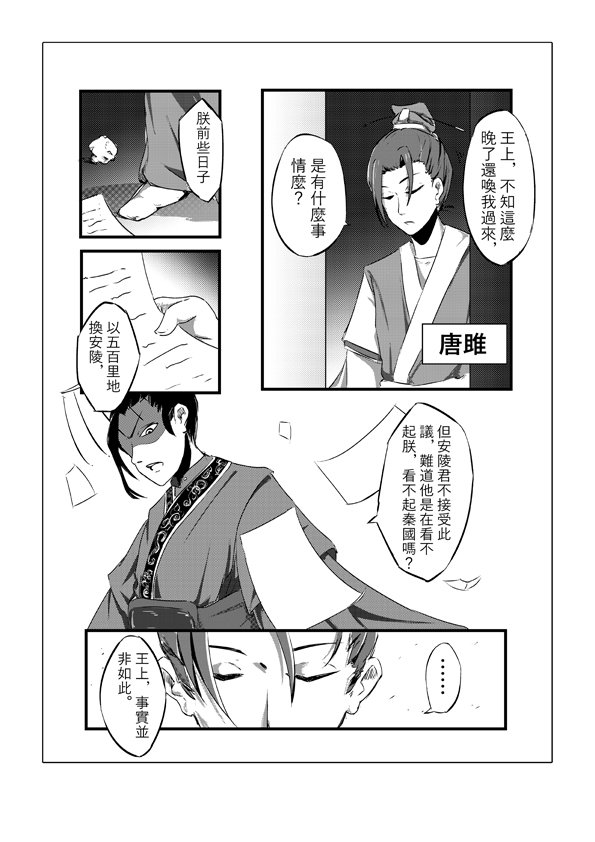 王上，不知這麼
晚了還喚我過來，
是有什麼事
情麼？
唐雎
朕前些日子
以五百里地
換安陵，
但安陵君不接受此
議，難道他是在看不
起朕，看不起秦國嗎？
……
王上，事實並
非如此。